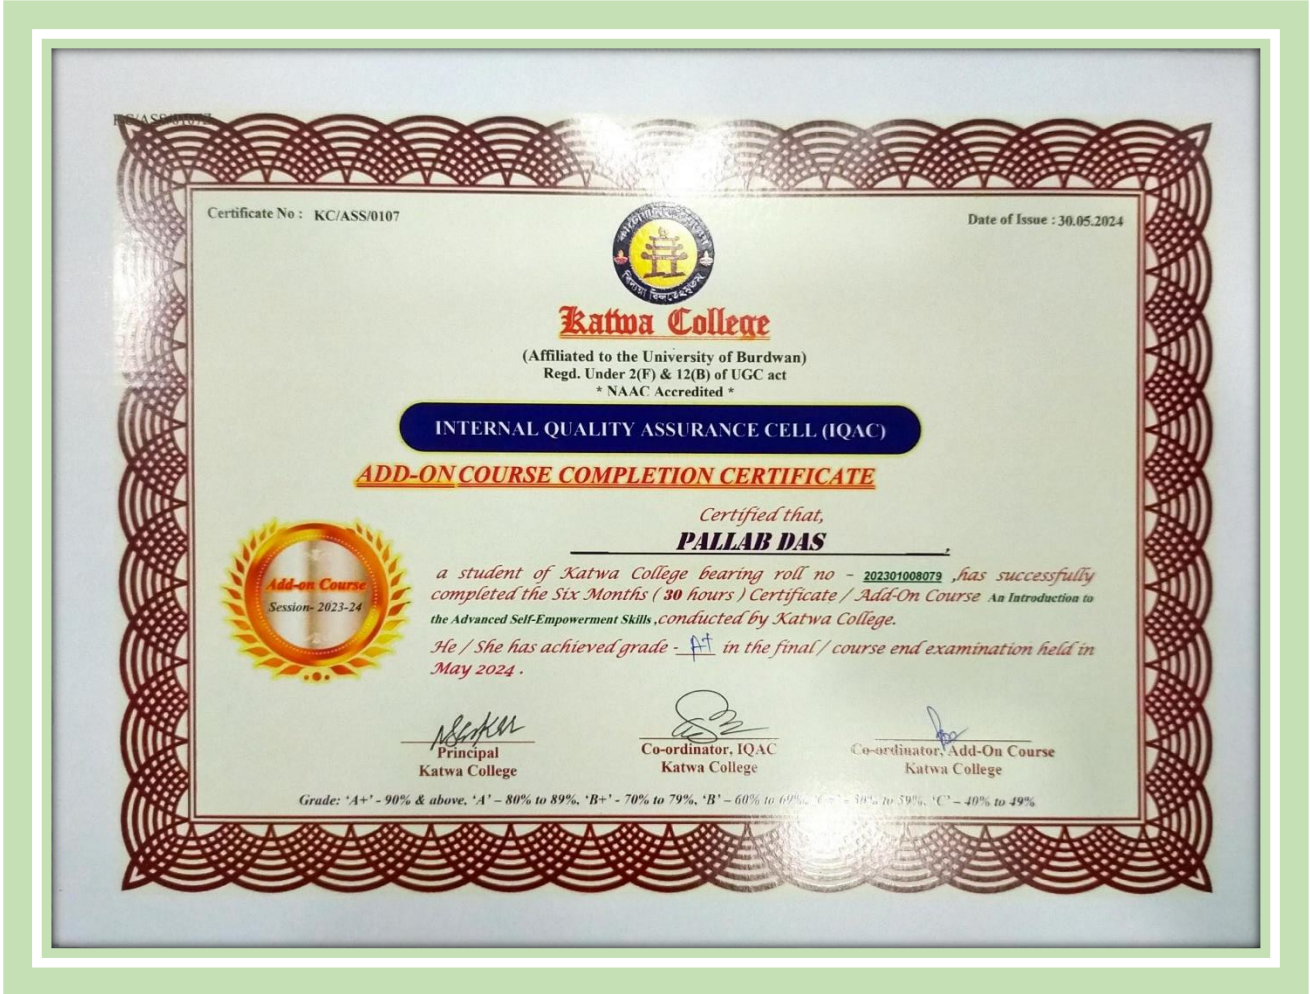 Certificate No : KC/ASS/0107
Date of Issue : 30.05.2024
Katwa College
(Affiliated to the University of Burdwan)
Regd. Under 2(F) & 12(B) of UGC act
* NAAC Accredited *
INTERNAL QUALITY ASSURANCE CELL (IQAC)
ADD-ON COURSE COMPLETION CERTIFICATE
Certified that,
PALLAB DAS ,
Add-on Course
Session- 2023-24
a student of Katwa College bearing roll no - 202301008079 ,has successfully
completed the Six Months ( 30 hours ) Certificate / Add-On Course An Introduction to
the Advanced Self-Empowerment Skills ,conducted by Katwa College.
He / She has achieved grade - A+ in the final / course end examination held in
May 2024 .
Principal
Katwa College
Co-ordinator, IQAC
Katwa College
Co-ordinator, Add-On Course
Katwa College
Grade: ‘A+’ - 90% & above, ‘A’ – 80% to 89%, ‘B+’ - 70% to 79%, ‘B’ – 60% to 69%, - 50% to 59%, ‘C’ – 40% to 49%